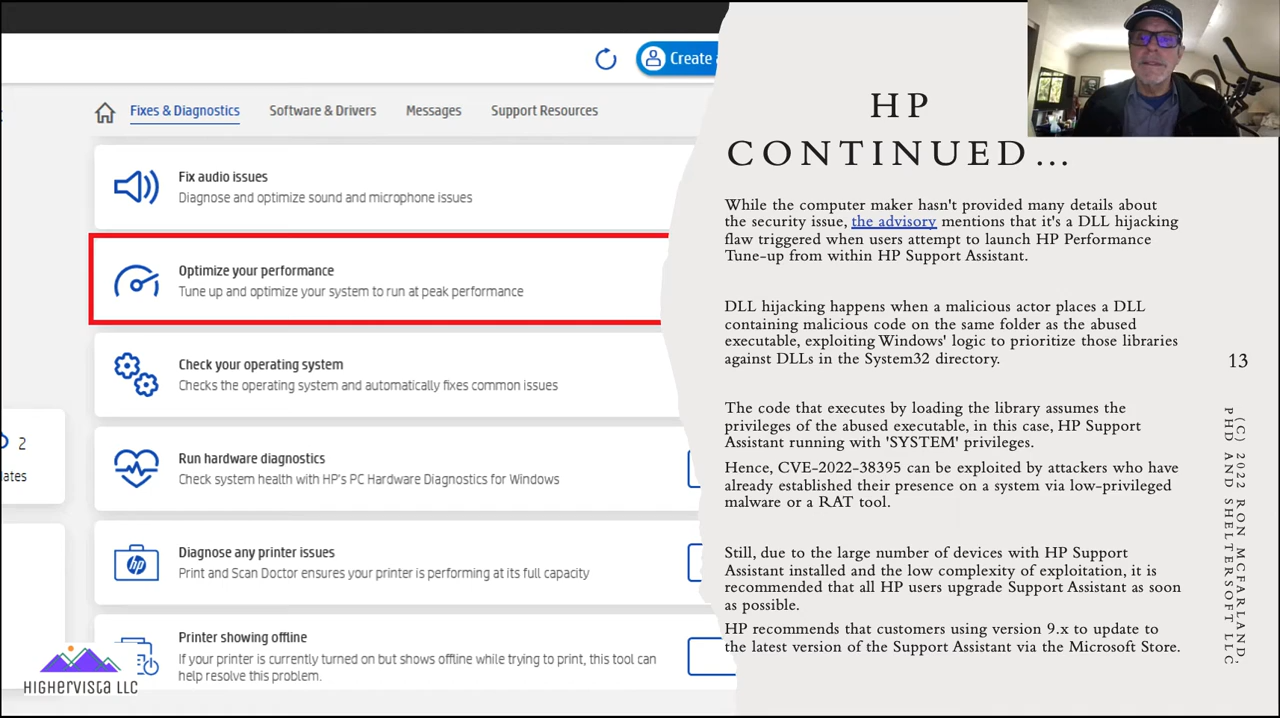 Create a
Fixes & Diagnostics
Software & Drivers
Messages
Support Resources
Fix audio issues
Diagnose and optimize sound and microphone issues
Optimize your performance
Tune up and optimize your system to run at peak performance
Check your operating system
Checks the operating system and automatically fixes common issues
2
Run hardware diagnostics
Check system health with HP's PC Hardware Diagnostics for Windows
hp
Diagnose any printer issues
Print and Scan Doctor ensures your printer is performing at its full capacity
Printer showing offline
If your printer is currently turned on but shows offline while trying to print, this tool can
help resolve this problem.
HIGHERVISTA LLC
HP
CONTINUED...
While the computer maker hasn't provided many details about
the security issue, the advisory mentions that it's a DLL hijacking
flaw triggered when users attempt to launch HP Performance
Tune-up from within HP Support Assistant.
DLL hijacking happens when a malicious actor places a DLL
containing malicious code on the same folder as the abused
executable, exploiting Windows' logic to prioritize those libraries
against DLLs in the System32 directory.
The code that executes by loading the library assumes the
privileges of the abused executable, in this case, HP Support
Assistant running with 'SYSTEM' privileges.
Hence, CVE-2022-38395 can be exploited by attackers who have
already established their presence on a system via low-privileged
malware or a RAT tool.
Still, due to the large number of devices with HP Support
Assistant installed and the low complexity of exploitation, it is
recommended that all HP users upgrade Support Assistant as soon
as possible.
HP recommends that customers using version 9.x to update to
the latest version of the Support Assistant via the Microsoft Store.
13
(C) 2022 RON MCFARLAND,
PHD AND SHELTERSOFT LLC